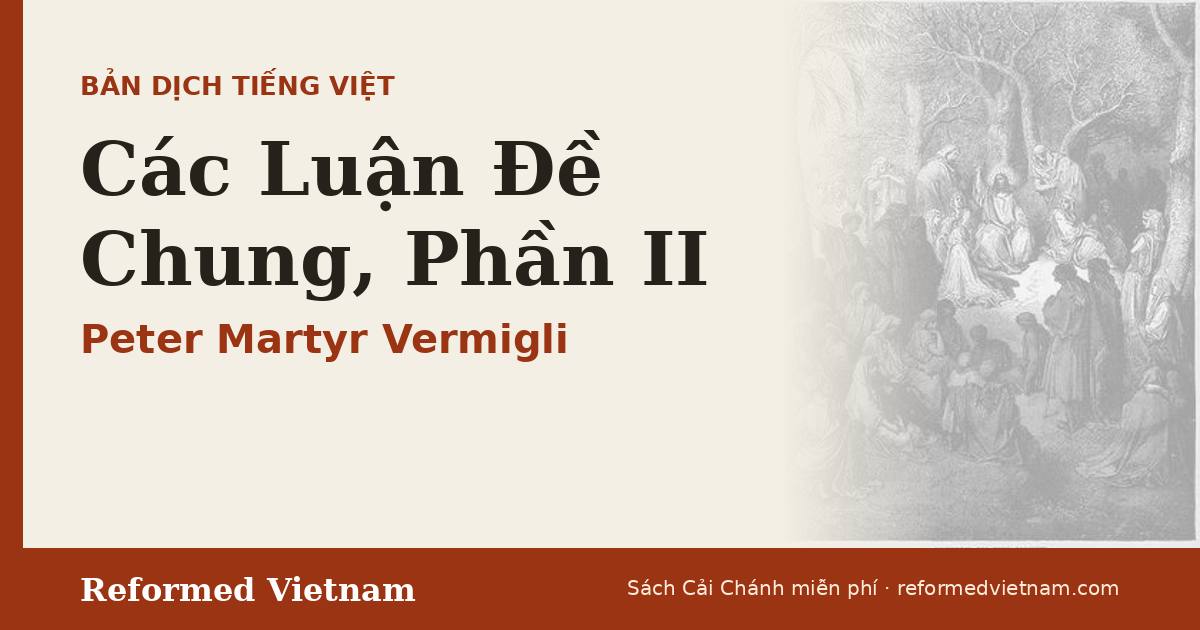 BẢN DỊCH TIẾNG VIỆT
Các Luận Đề
Chung, Phần II
Peter Martyr Vermigli
Reformed Vietnam
Sách Cải Chánh miễn phí · reformedvietnam.com